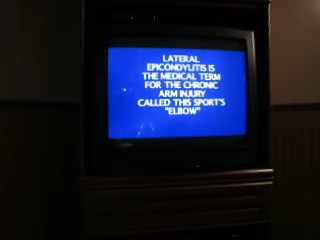 LATERAL
EPICONDYLITIS IS
THE MEDICAL TERM
FOR THE CHRONIC
ARM INJURY
CALLED THIS SPORT'S
"ELBOW"